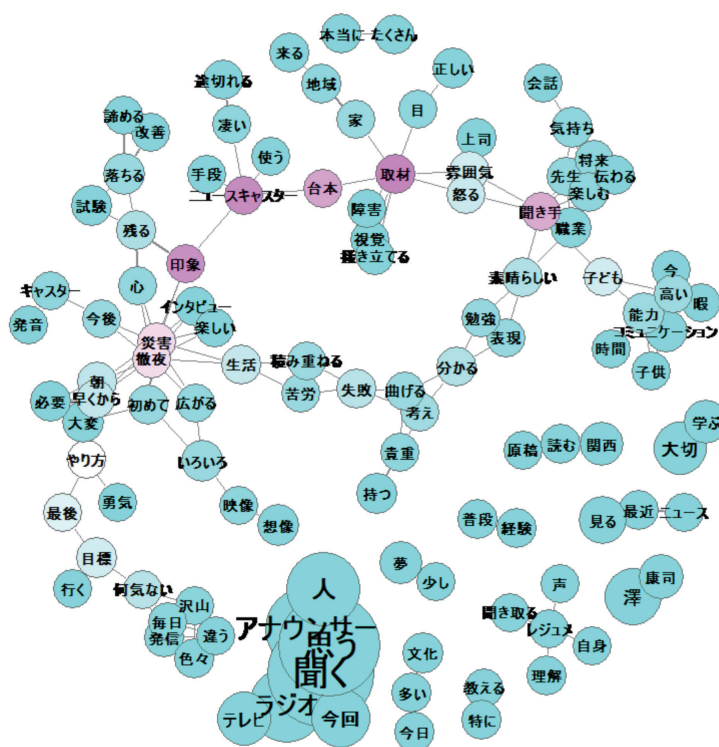 本当に
たくさん
来る
正しい
途切れる
地域
会話
目
諦める
改善
凄い
家
気持ち
上司
使う
将来
手段
取材
雰囲気
先生
伝わる
落ちる
ニュースキャスター
台本
怒る
楽しむ
試験
障害
聞き手
残る
職業
視覚
掻き立てる
印象
素晴らしい
子ども
今
心
高い
暇
キャスター
インタビュー
能力
発音
今後
楽しい
勉強
コミュニケーション
災害
表現
時間
徹夜
生活
積み重ねる
分かる
子供
朝
苦労
失敗
曲げる
必要
早くから
初めて
広がる
考え
大変
学ぶ
貴重
原稿
読む
関西
大切
やり方
いろいろ
持つ
勇気
最後
映像
見る
最近
ニュース
想像
普段
経験
目標
夢
少し
声
康司
行く
何気ない
人
澤
沢山
聞き取る
毎日
アナウンサー
レジュメ
発信
違う
思う
自身
色々
文化
聞く
理解
多い
教える
ラジオ
テレビ
今回
特に
今日